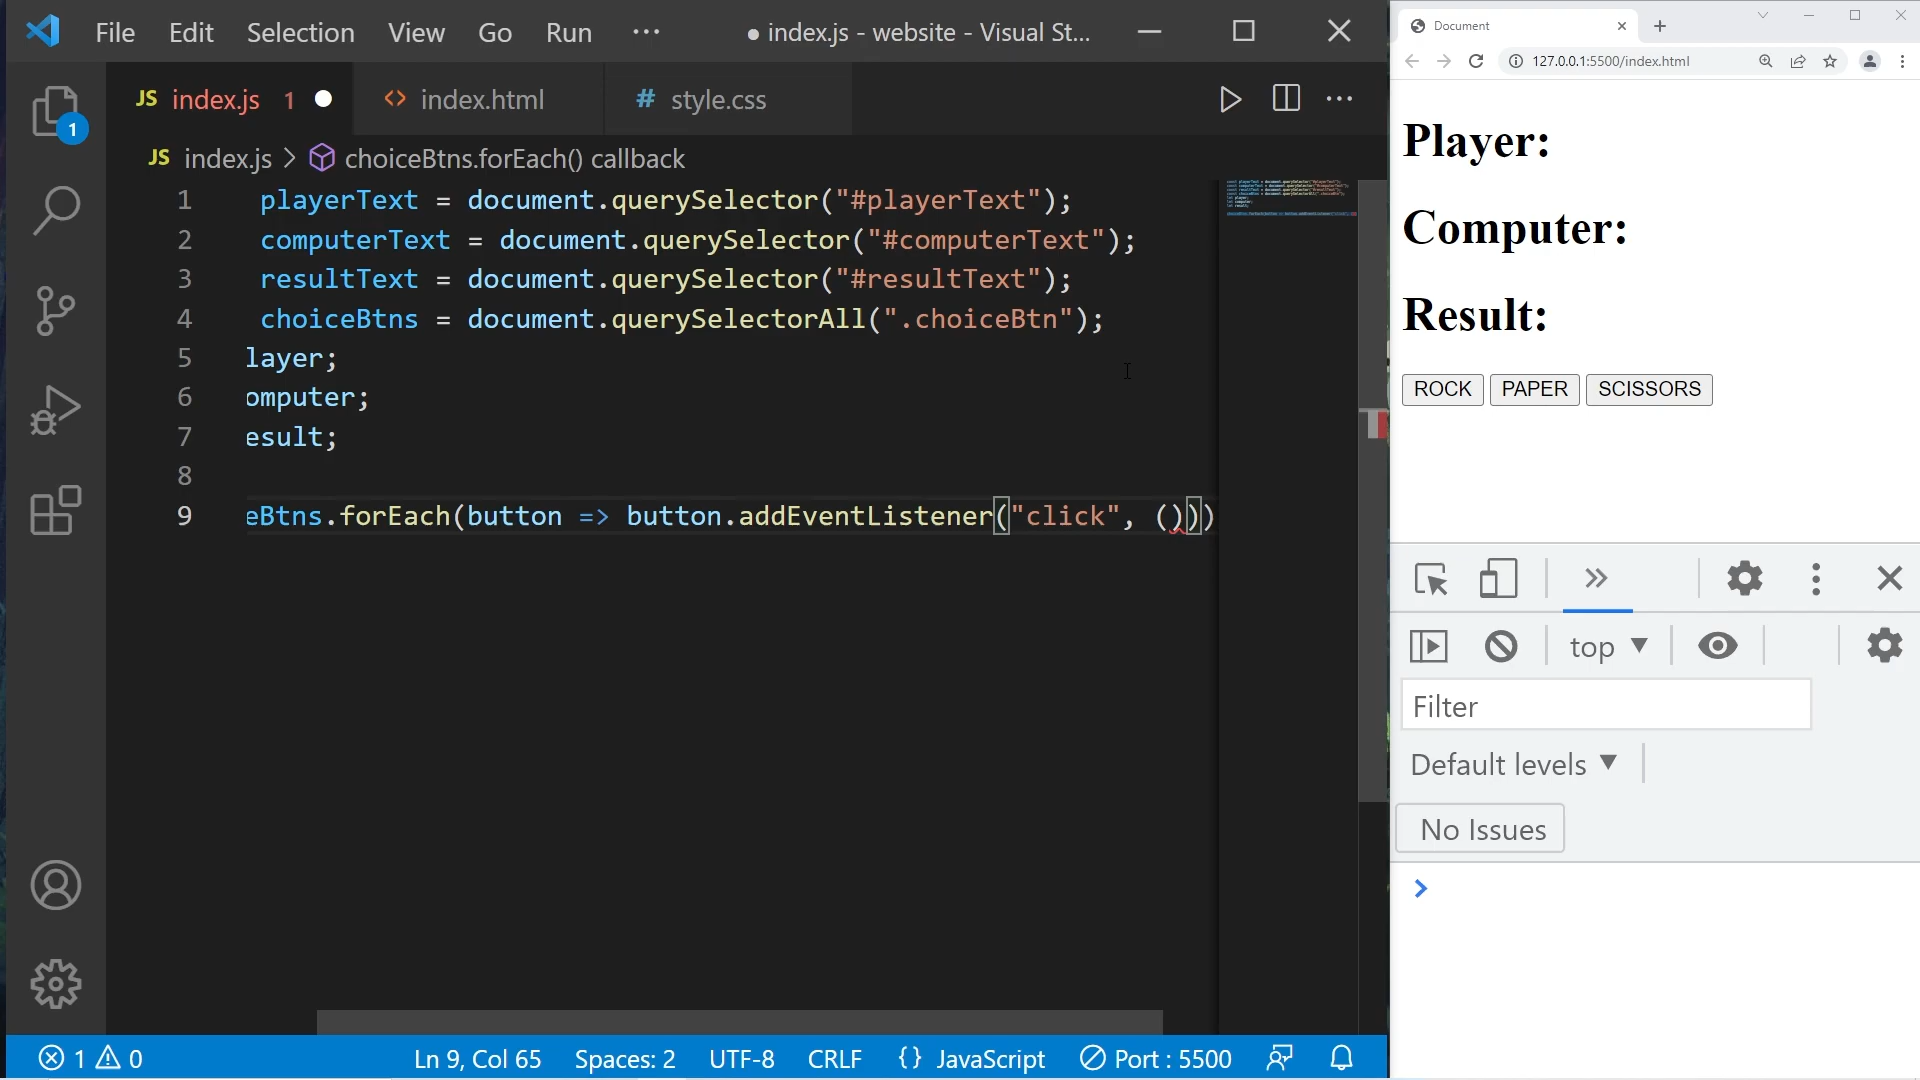 File Edit Selection View Go Run ··· ● index.js - website - Visual St...
JS index.js 1 ● <> index.html # style.css
JS index.js > choiceBtns.forEach() callback
1 playerText = document.querySelector("#playerText");
2 computerText = document.querySelector("#computerText");
3 resultText = document.querySelector("#resultText");
4 choiceBtns = document.querySelectorAll(".choiceBtn");
5 layer;
6 omputer;
7 esult;
8
9 eBtns.forEach(button => button.addEventListener("click", ()))
1
1 0 Ln 9, Col 65 Spaces: 2 UTF-8 CRLF {} JavaScript Port : 5500
Document
127.0.0.1:5500/index.html
Player:
Computer:
Result:
ROCK PAPER SCISSORS
top ▼
Filter
Default levels ▼
No Issues